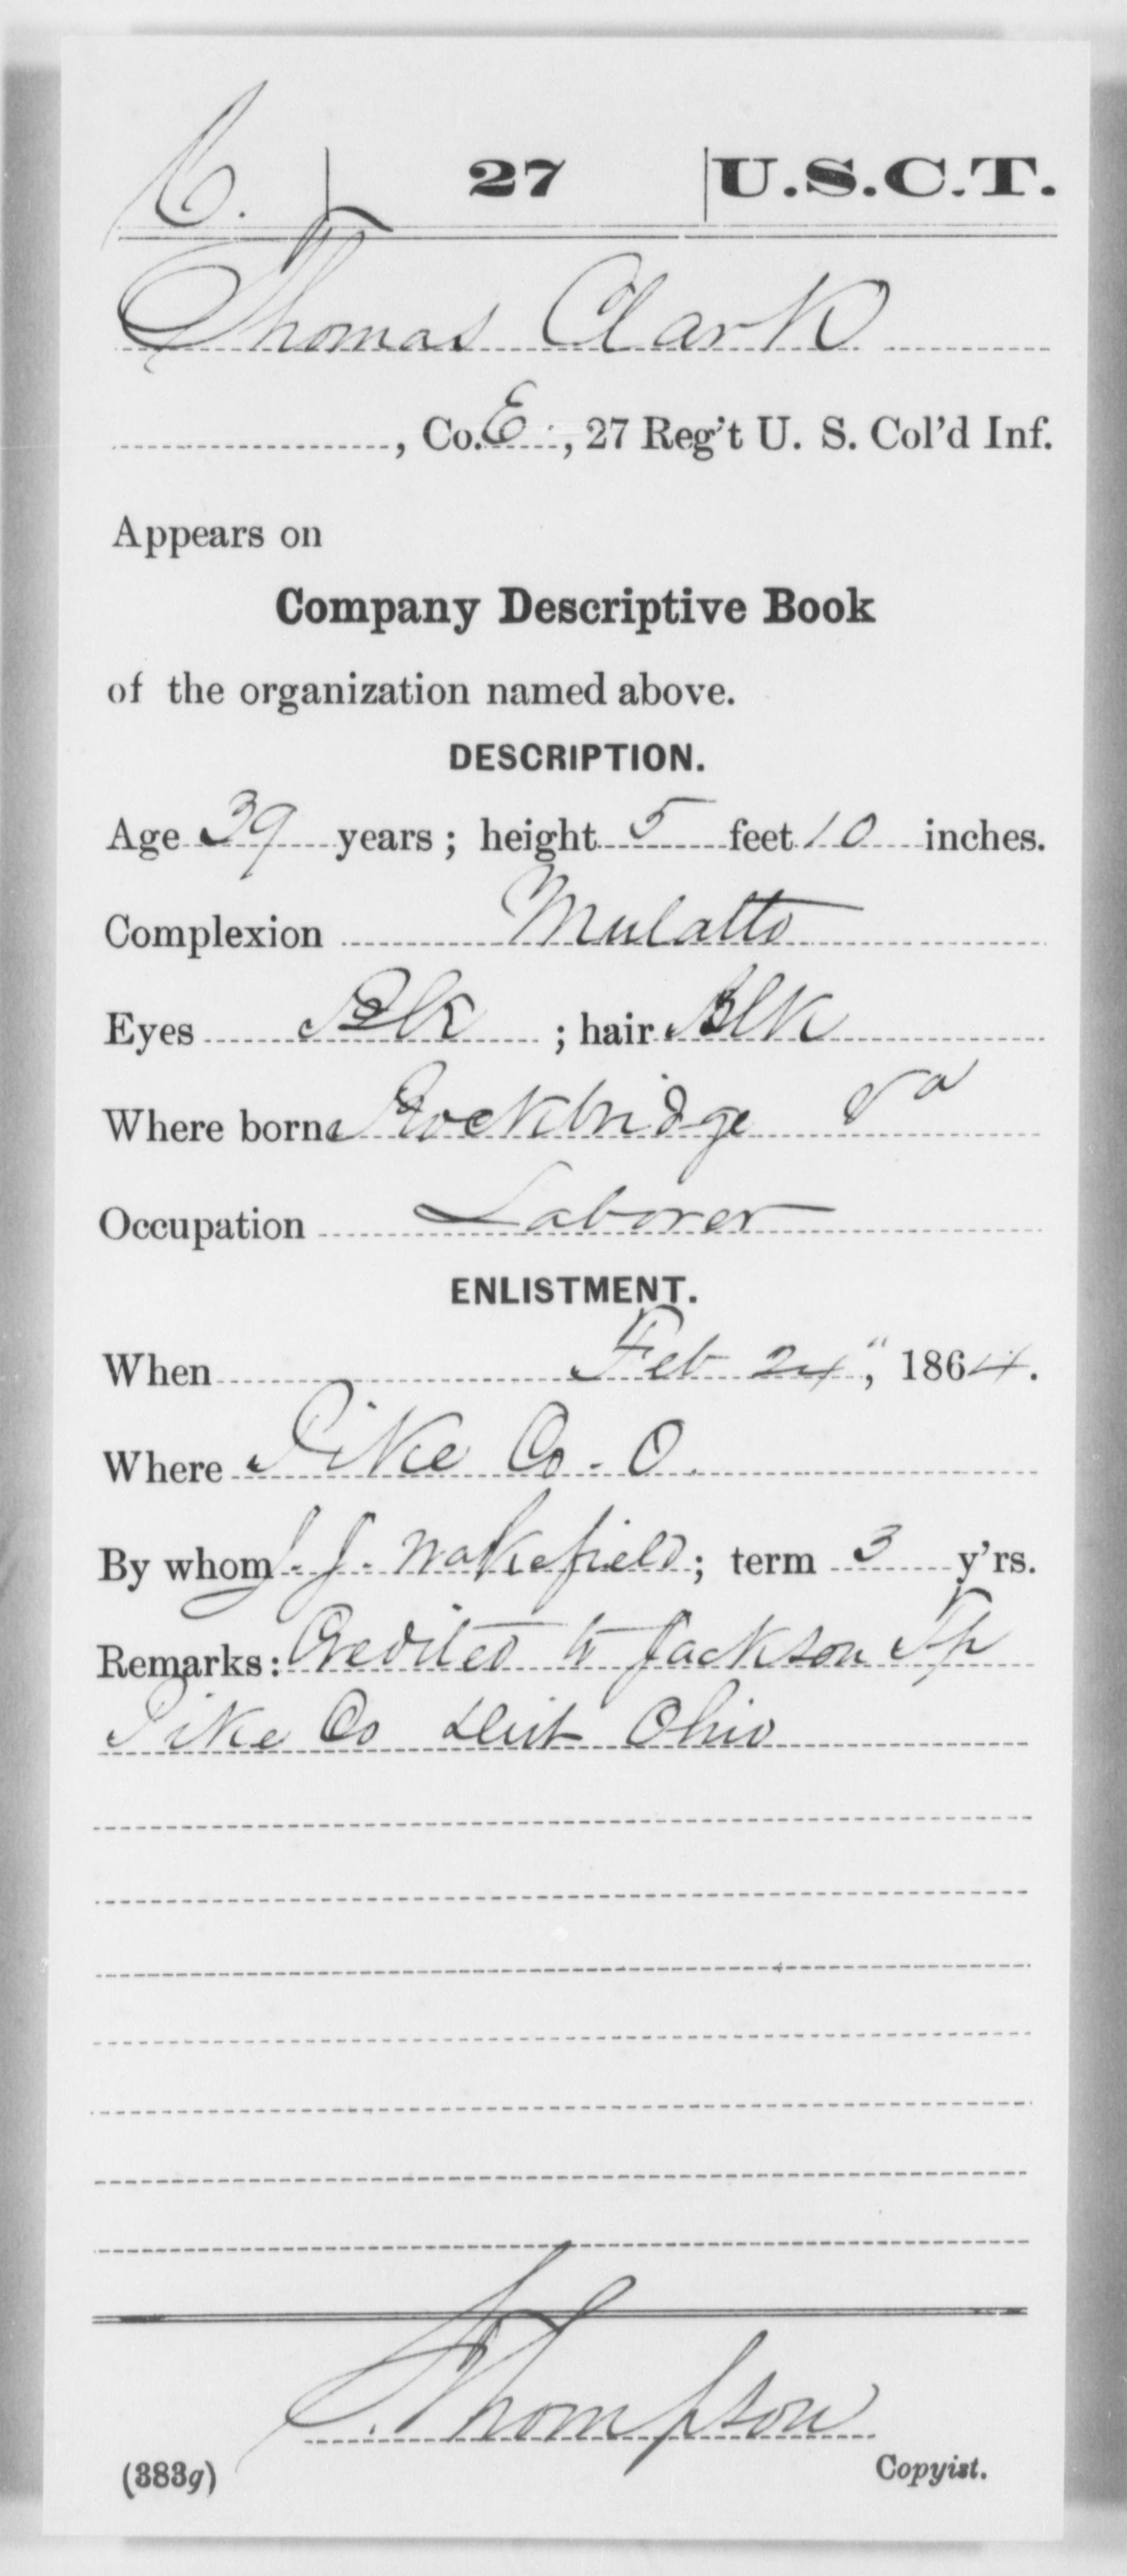 C. | 27 | U.S.C.T.
Thomas Clark
, Co. E, 27 Reg't U. S. Col'd Inf.
Appears on
Company Descriptive Book
of the organization named above.
DESCRIPTION.
Age 39 years; height 5 feet 10 inches.
Complexion Mulatto
Eyes Blk; hair Blk
Where born Rockbridge Va
Occupation Laborer
ENLISTMENT.
When Feb 24", 1864.
Where Pike Co. O.
By whom J. J. Wakefield; term 3 y'rs.
Remarks: Credited to Jackson Tp
Pike Co Ohio
Thompson
(383g) Copyist.